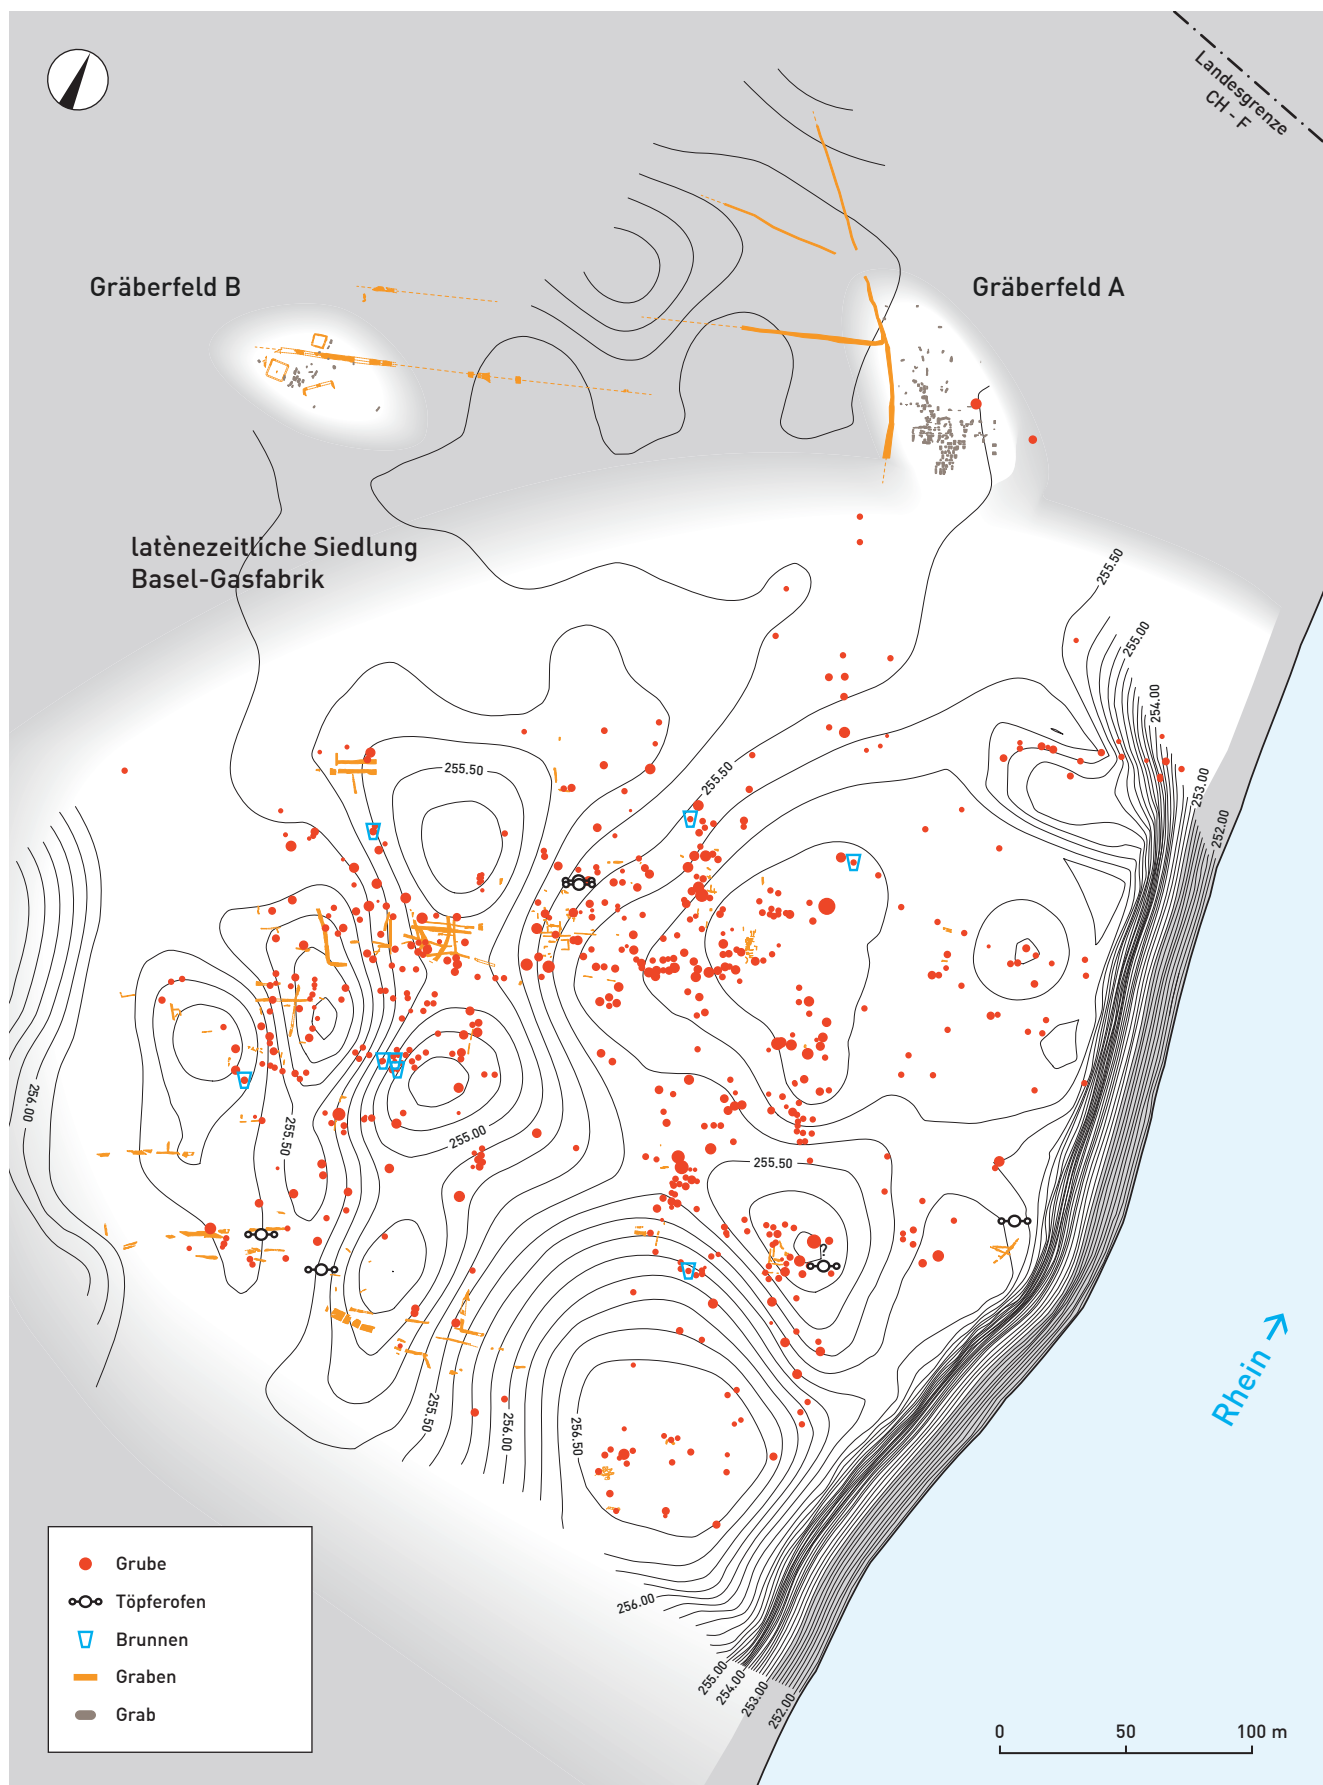 Landesgrenze
CH - F
Gräberfeld B
Gräberfeld A
latènezeitliche Siedlung
Basel-Gasfabrik
255.50
255.00
254.00
253.00
252.00
255.50
255.50
256.00
255.50
255.00
255.50
?
Rhein
255.50
256.00
256.50
256.00
255.00
254.00
253.00
252.00
Grube
Töpferofen
Brunnen
Graben
Grab
0 50 100 m